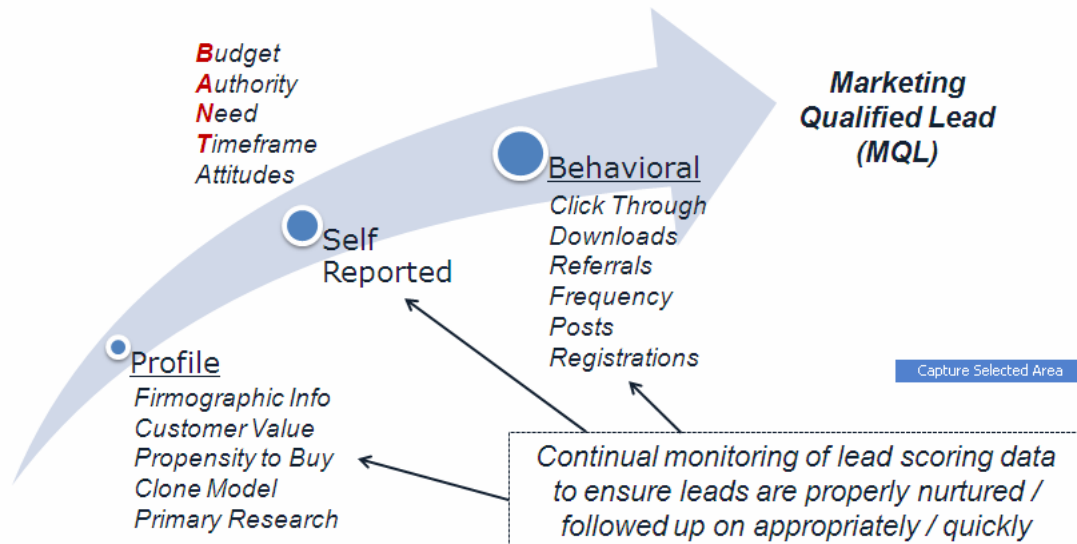 Budget
Authority
Need
Timeframe
Attitudes
Marketing
Qualified Lead
(MQL)
Behavioral
Click Through
Downloads
Referrals
Frequency
Posts
Registrations
Self
Reported
Profile
Firmographic Info
Customer Value
Propensity to Buy
Clone Model
Primary Research
Capture Selected Area
Continual monitoring of lead scoring data
to ensure leads are properly nurtured /
followed up on appropriately / quickly